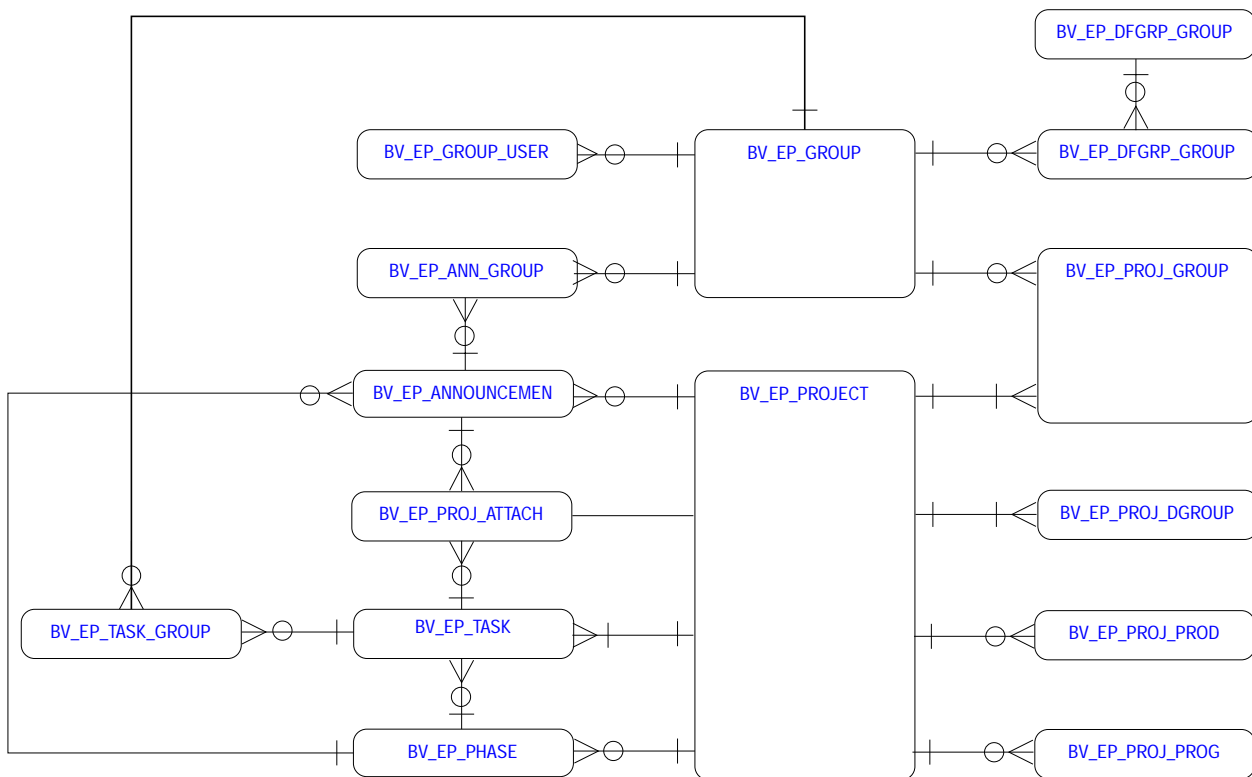 BV_EP_DFGRP_GROUP
BV_EP_GROUP_USER
BV_EP_GROUP
BV_EP_DFGRP_GROUP
BV_EP_ANN_GROUP
BV_EP_PROJ_GROUP
BV_EP_ANNOUNCEMEN
BV_EP_PROJECT
BV_EP_PROJ_ATTACH
BV_EP_PROJ_DGROUP
BV_EP_TASK_GROUP
BV_EP_TASK
BV_EP_PROJ_PROD
BV_EP_PHASE
BV_EP_PROJ_PROG